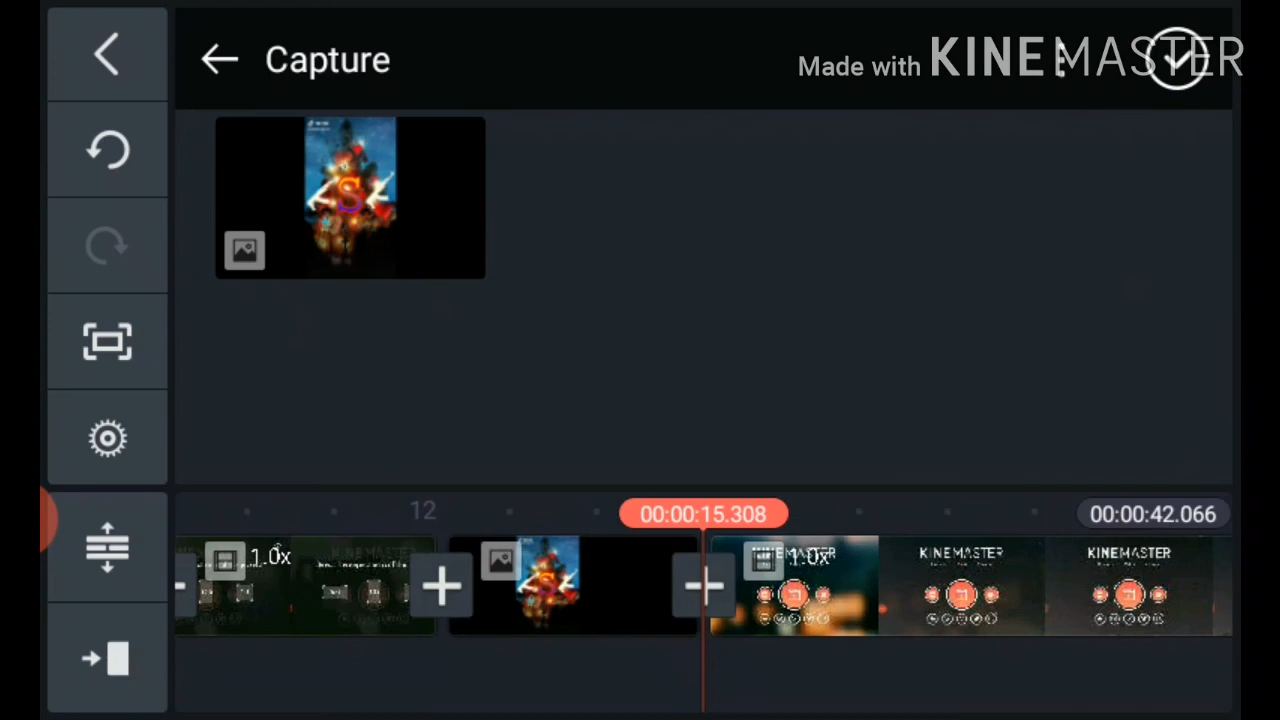 Capture
Made with KINEMASTER
S
12
00:00:15.308
00:00:42.066
1.0x
1.0x
KINEMASTER
KINEMASTER
KINEMASTER